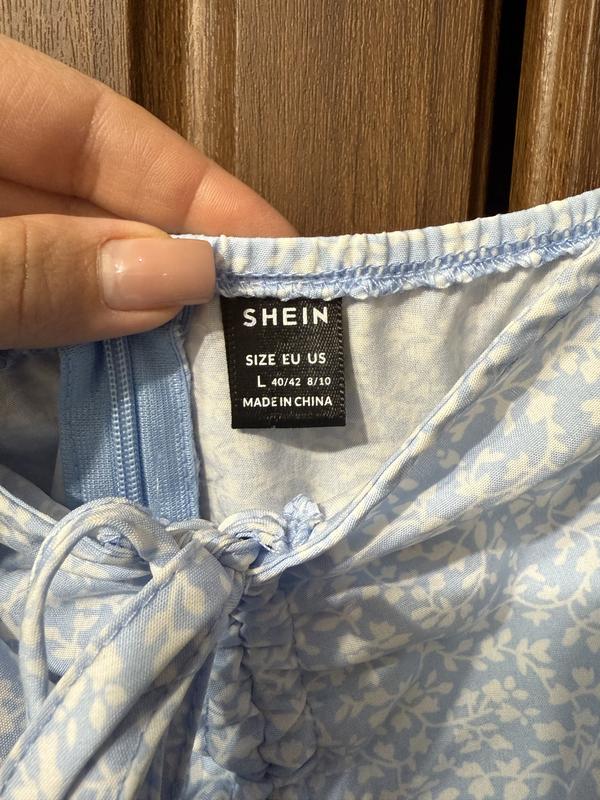 SHEIN
SIZE EU US
L 40/42 8/10
MADE IN CHINA